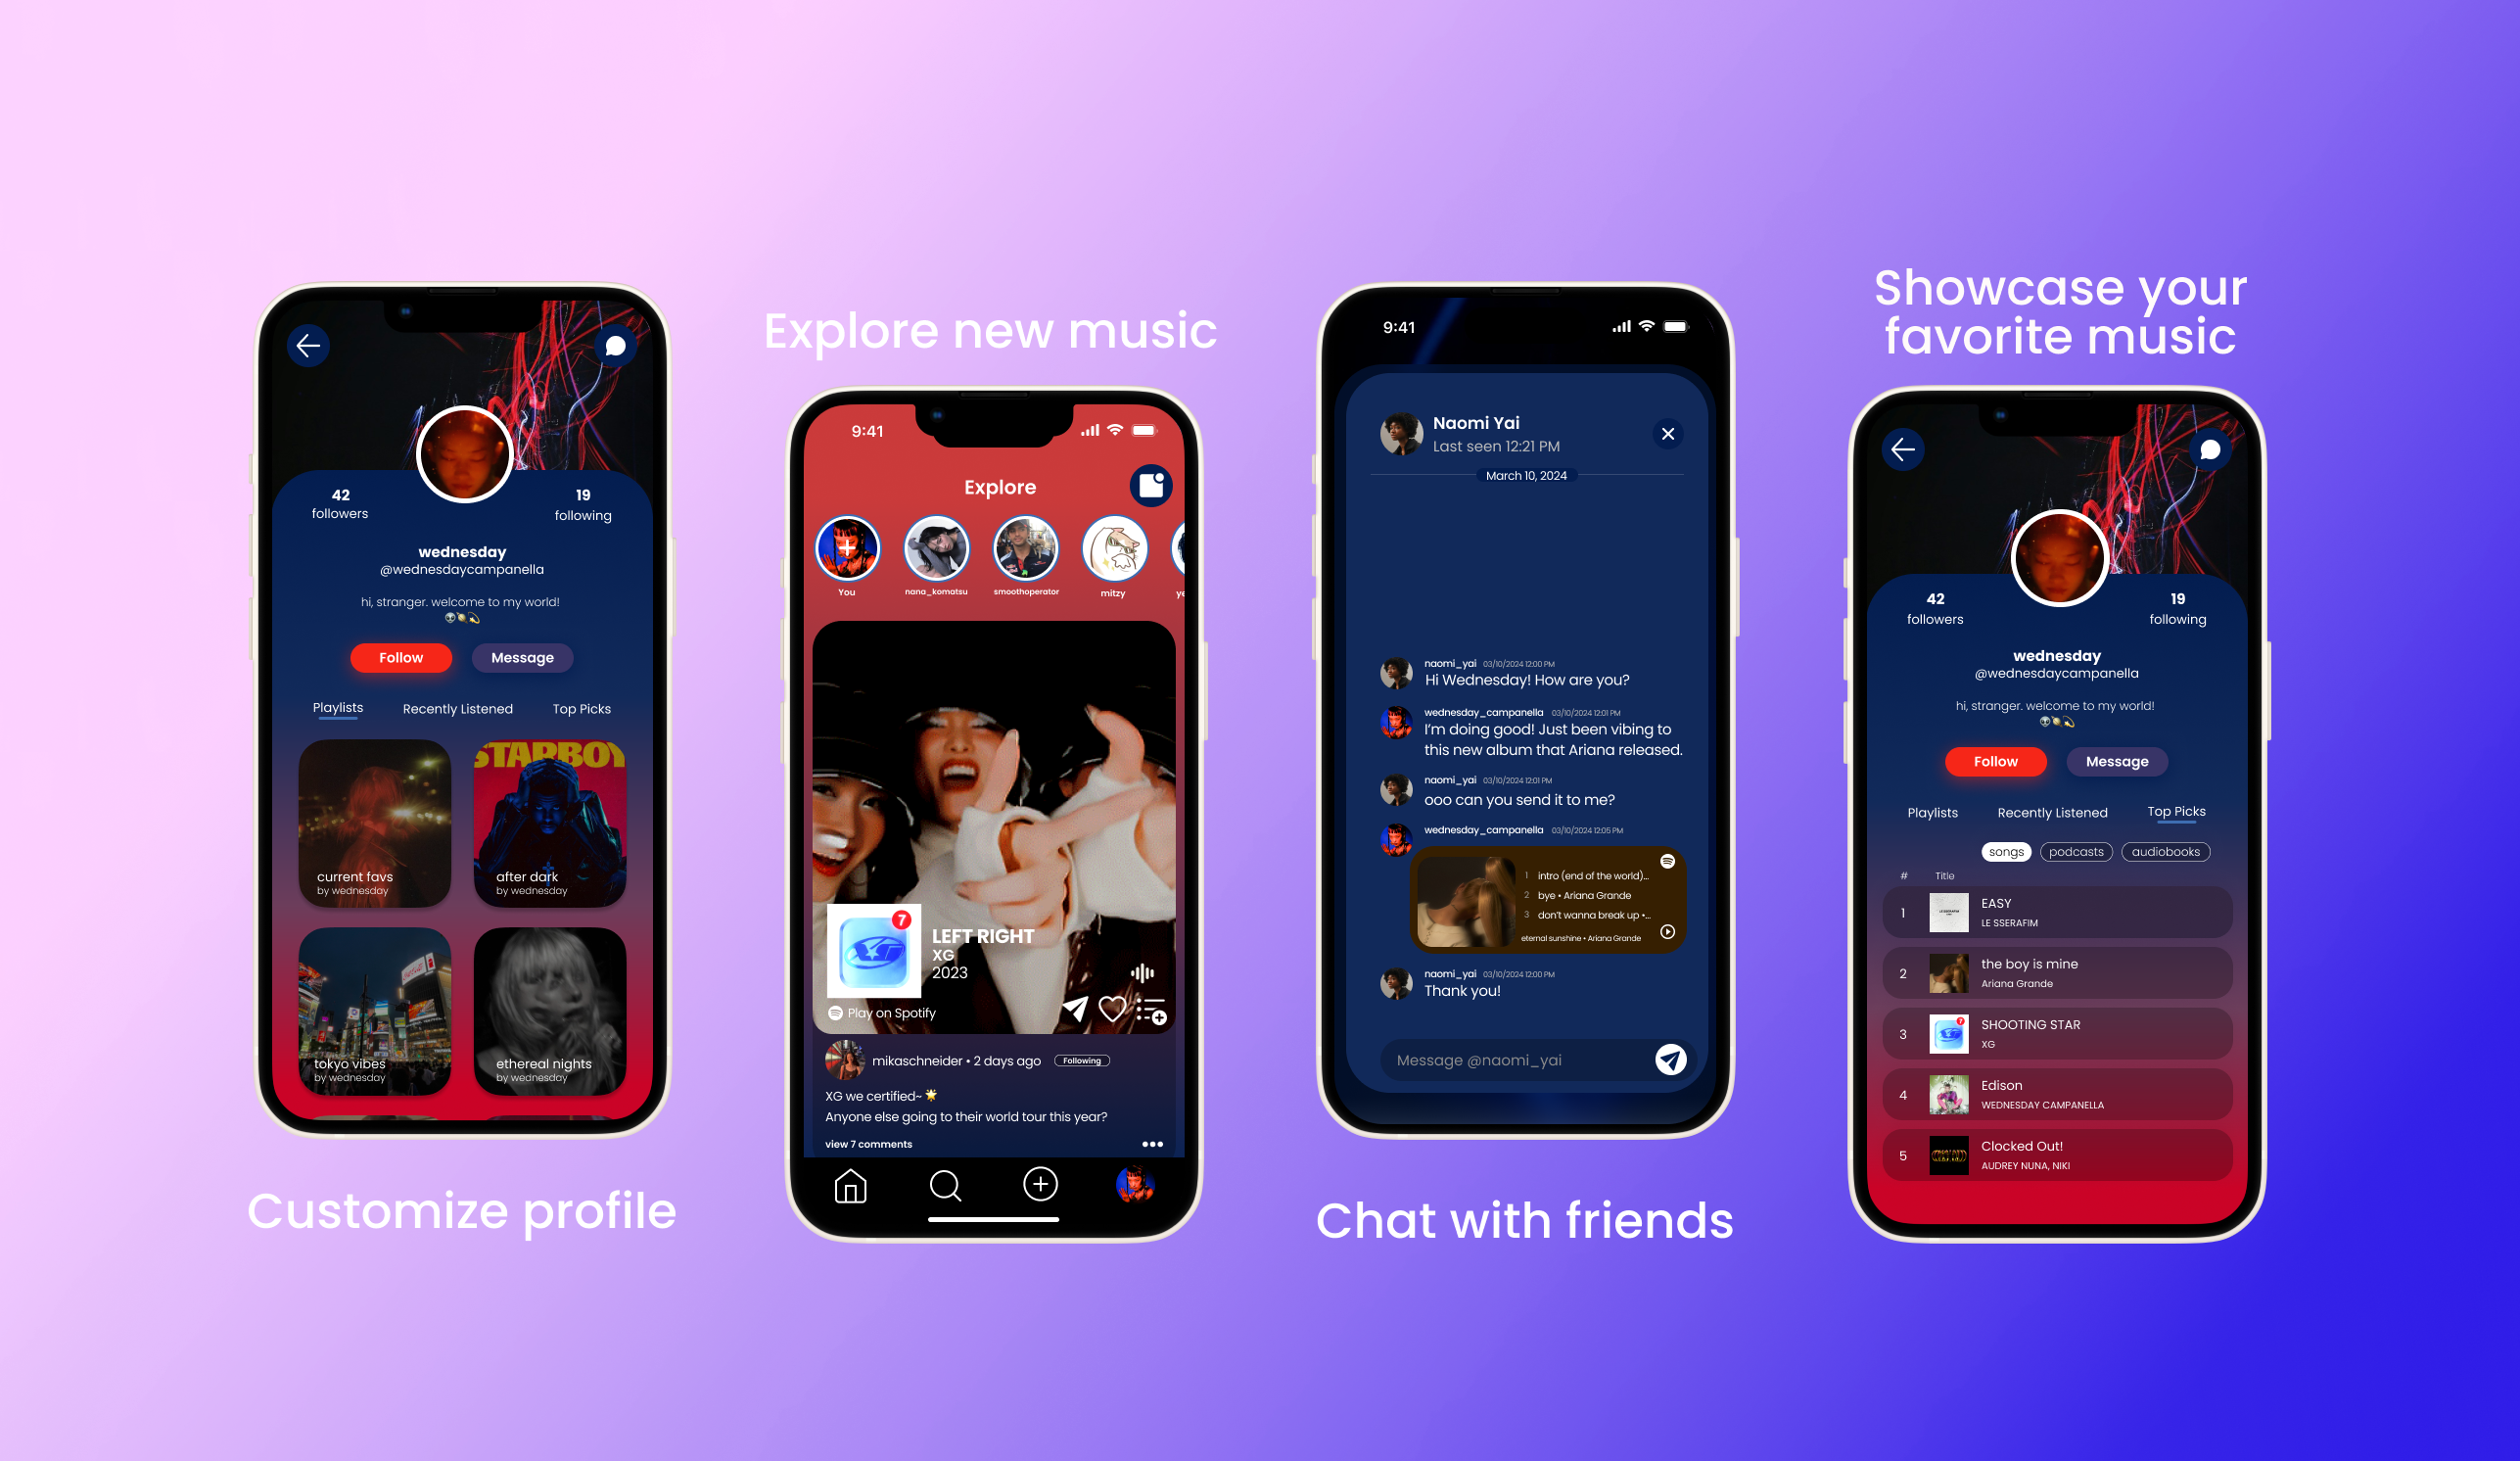 42
followers
19
following
wednesday
@wednesdaycampanella
hi, stranger. welcome to my world!
👽💫
Follow
Message
Playlists
Recently Listened
Top Picks
current favs
by wednesday
STARBOY
after dark
by wednesday
tokyo vibes
by wednesday
ethereal nights
by wednesday
Customize profile
Explore new music
9:41
Explore
You
nana_komatsu
smoothoperator
mitzy
ye
7
LEFT RIGHT
XG
2023
Play on Spotify
mikaschneider • 2 days ago
Following
XG we certified~ 🌟
Anyone else going to their world tour this year?
view 7 comments
9:41
Naomi Yai
Last seen 12:21 PM
March 10, 2024
naomi_yai 03/10/2024 12:00 PM
Hi Wednesday! How are you?
wednesday_campanella 03/10/2024 12:01 PM
I'm doing good! Just been vibing to
this new album that Ariana released.
naomi_yai 03/10/2024 12:01 PM
ooo can you send it to me?
wednesday_campanella 03/10/2024 12:05 PM
1 intro (end of the world)...
2 bye • Ariana Grande
3 don't wanna break up •...
eternal sunshine • Ariana Grande
naomi_yai 03/10/2024 12:00 PM
Thank you!
Message @naomi_yai
Chat with friends
Showcase your
favorite music
42
followers
19
following
wednesday
@wednesdaycampanella
hi, stranger. welcome to my world!
👽💫
Follow
Message
Playlists
Recently Listened
Top Picks
songs
podcasts
audiobooks
# Title
1
EASY
LE SSERAFIM
2
the boy is mine
Ariana Grande
3
7
SHOOTING STAR
XG
4
Edison
WEDNESDAY CAMPANELLA
5
Clocked Out!
AUDREY NUNA, NIKI